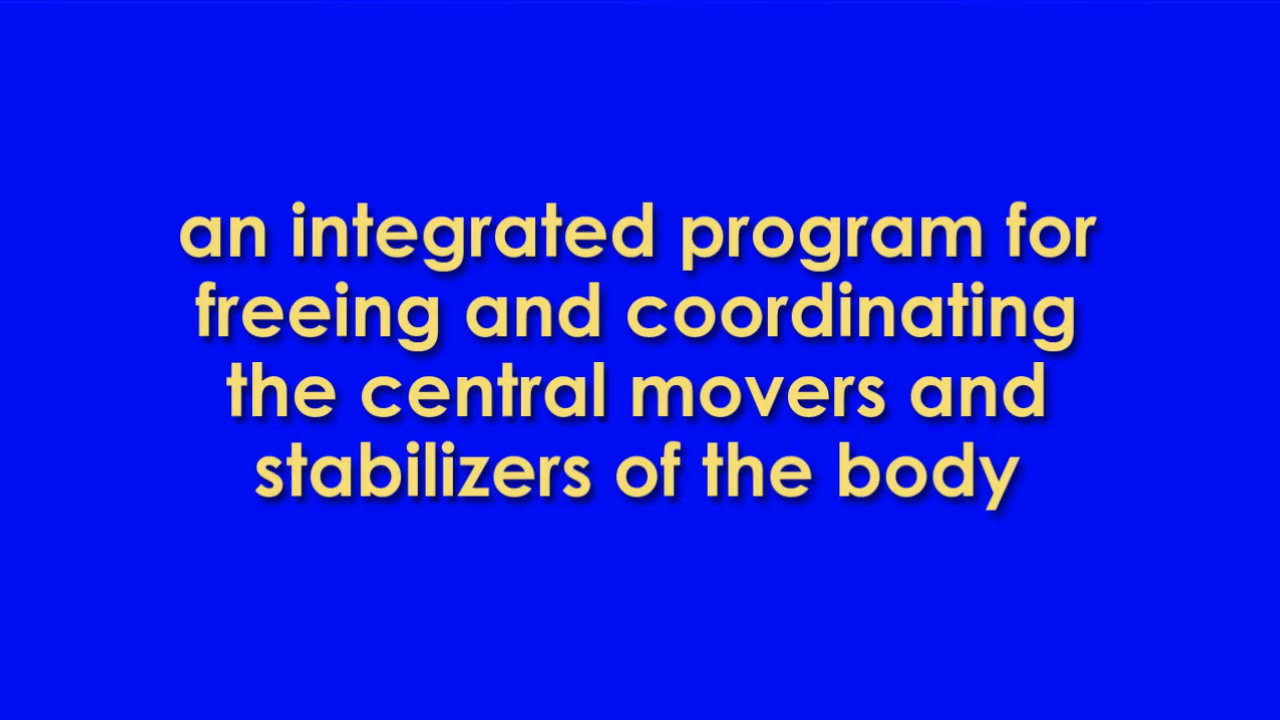 an integrated program for
freeing and coordinating
the central movers and
stabilizers of the body